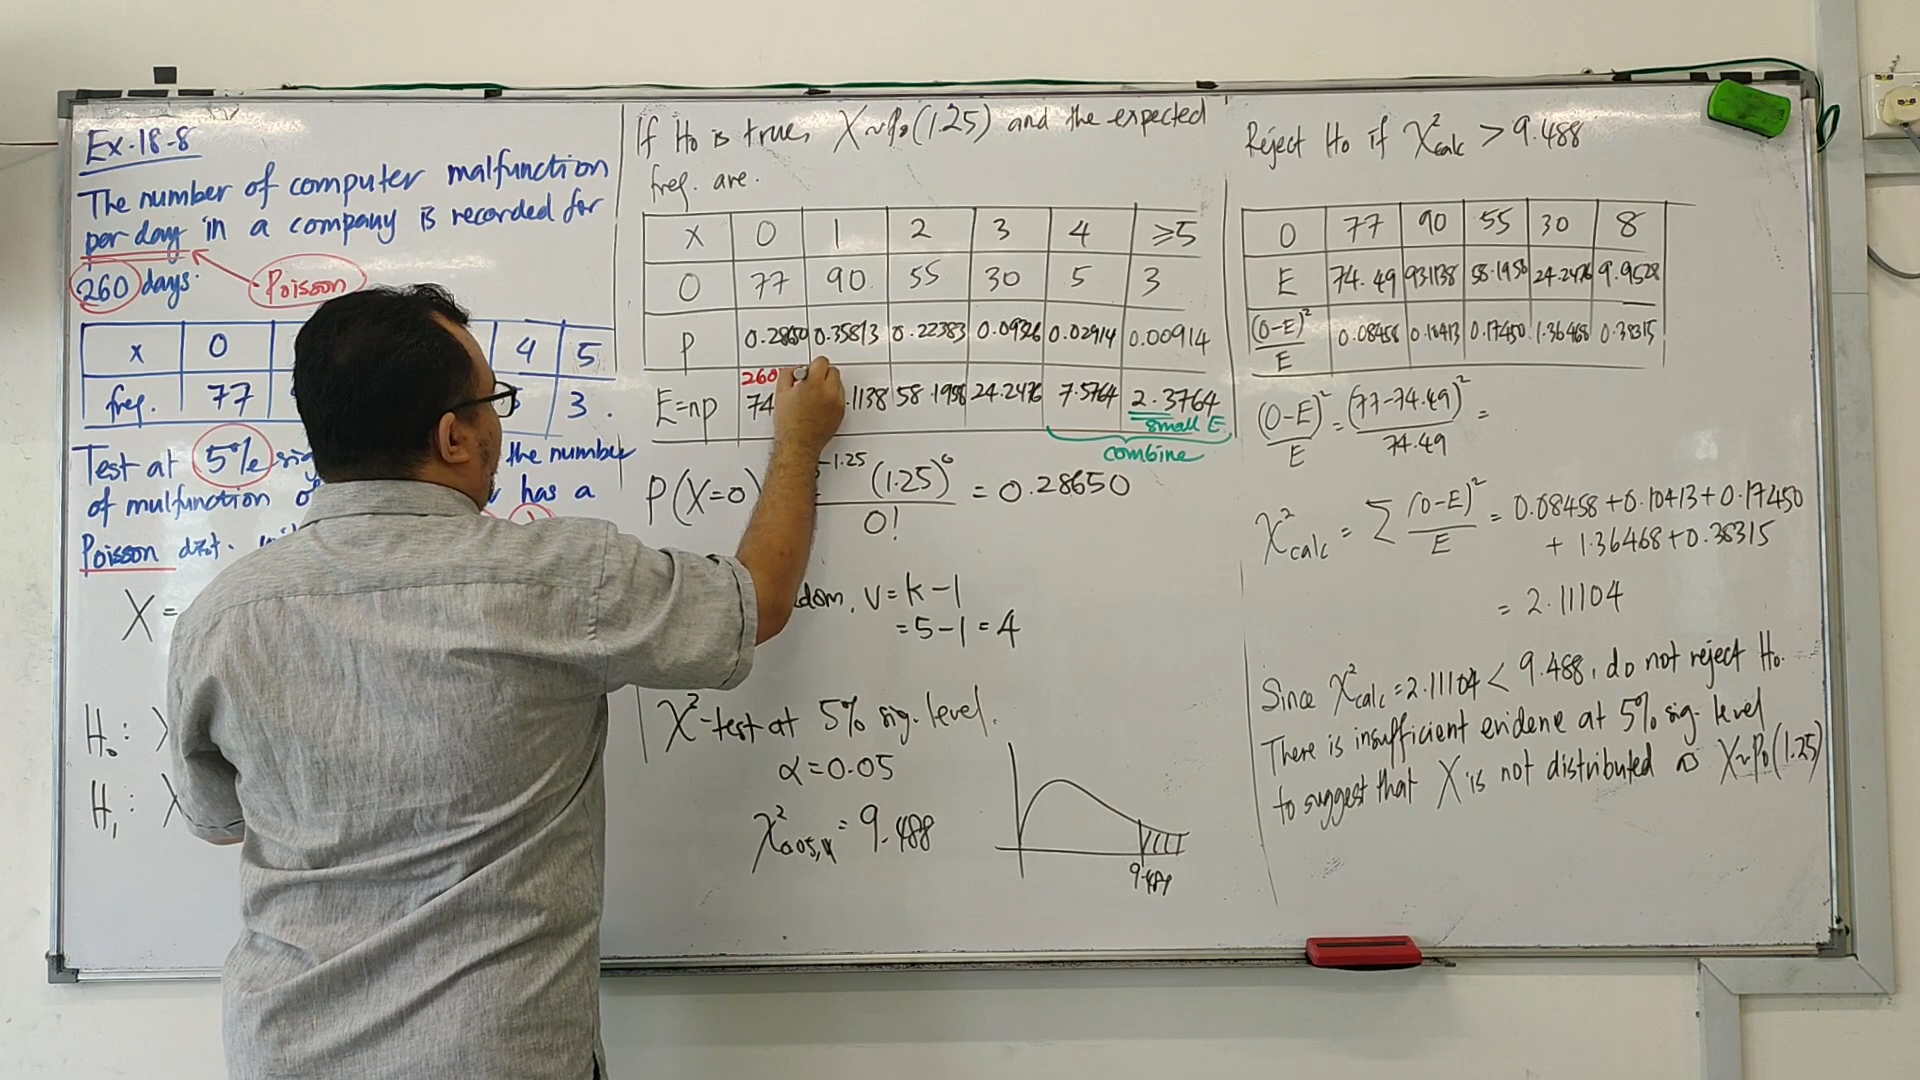 Ex. 18-8
The number of computer malfunction
per day in a company is recorded for
260 days.
Poisson
x 0 4 5
freq. 77 3.
Test at 5% sig the number
of mulfunction of has a
Poisson dist.
X =
H₀ :
H₁ :
If H₀ is true, X ~ Po(1.25) and the expected
freq. are.
X 0 1 2 3 4 ≥5
O 77 90 55 30 5 3
P 0.28650 0.35813 0.22383 0.09326 0.02914 0.00914
260
E=np 74 .1138 58.1958 24.2476 7.5764 2.3764
small E
combine
P(X=0) -1.25 (1.25)⁰ / 0! = 0.28650
dom, v = k - 1
= 5 - 1 = 4
χ²-test at 5% sig. level.
α = 0.05
χ²0.05,4 = 9.488
9.488
Reject H₀ if χ²calc > 9.488
O 77 90 55 30 8
E 74.49 93.1138 58.1958 24.2476 9.9528
(O-E)²/E 0.08458 0.10413 0.17450 1.36468 0.38315
(O-E)²/E = (77-74.49)²/74.49 =
χ²calc = Σ (O-E)²/E = 0.08458 + 0.10413 + 0.17450
+ 1.36468 + 0.38315
= 2.11104
Since χ²calc = 2.11104 < 9.488, do not reject H₀.
There is insufficient evidene at 5% sig. level
to suggest that X is not distributed as X ~ Po(1.25)